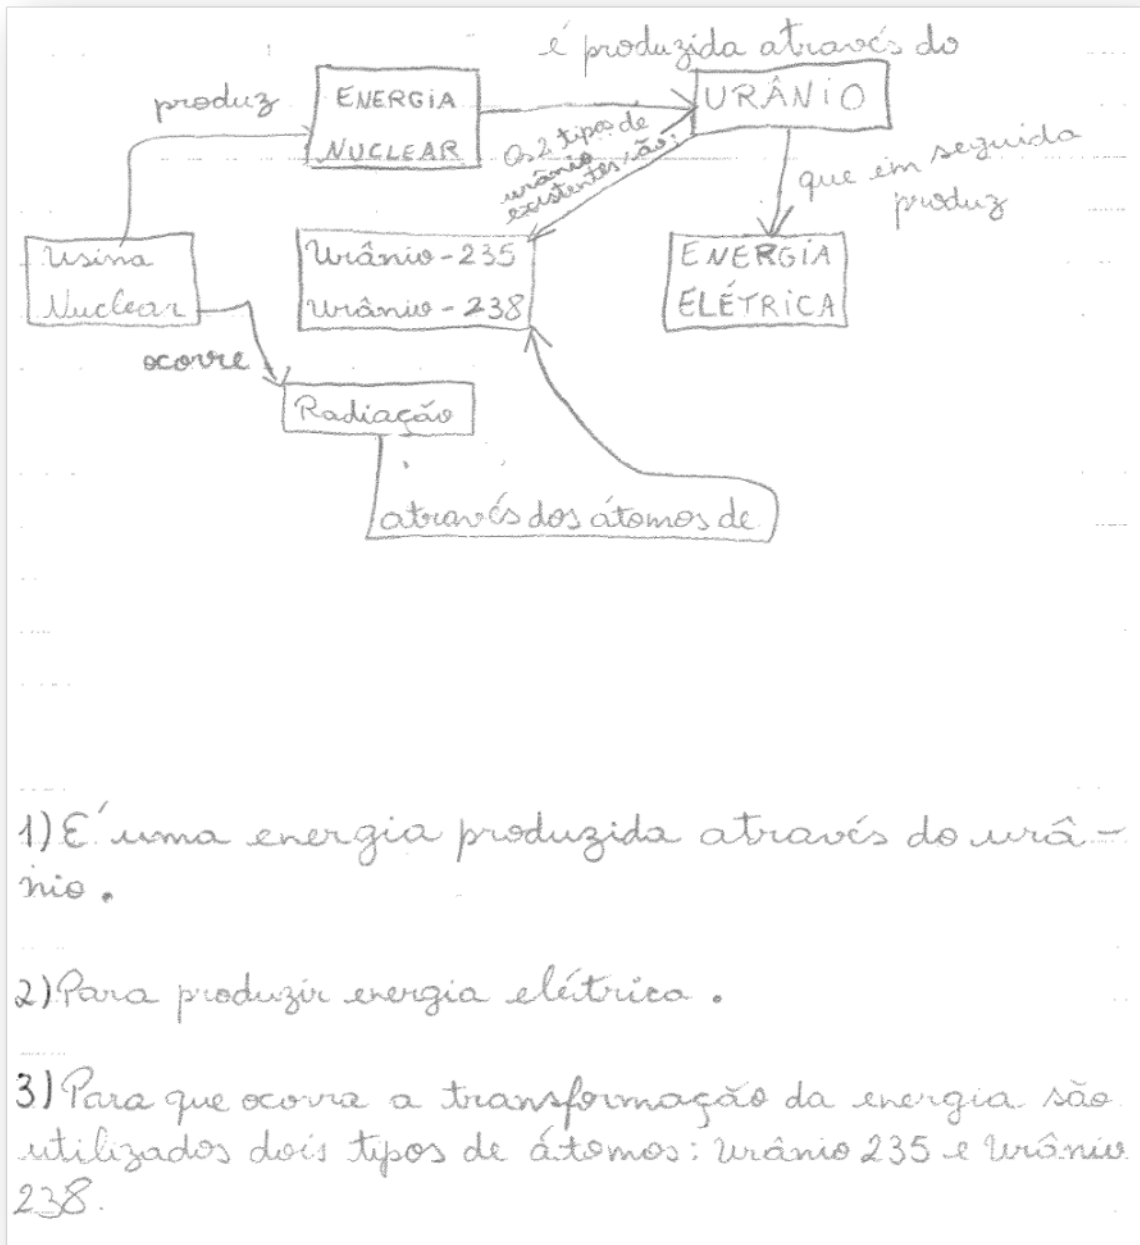 é produzida através do
produz
ENERGIA
NUCLEAR
URÂNIO
Os 2 tipos de
urânio
existentes, são:
que em seguida
produz
Usina
Nuclear
Urânio - 235
Urânio - 238
ENERGIA
ELÉTRICA
ocorre
Radiação
através dos átomos de
1) É uma energia produzida através do urâ-
nio.
2) Para produzir energia elétrica.
3) Para que ocorra a transformação da energia são
utilizados dois tipos de átomos: Urânio 235 e Urânio
238.